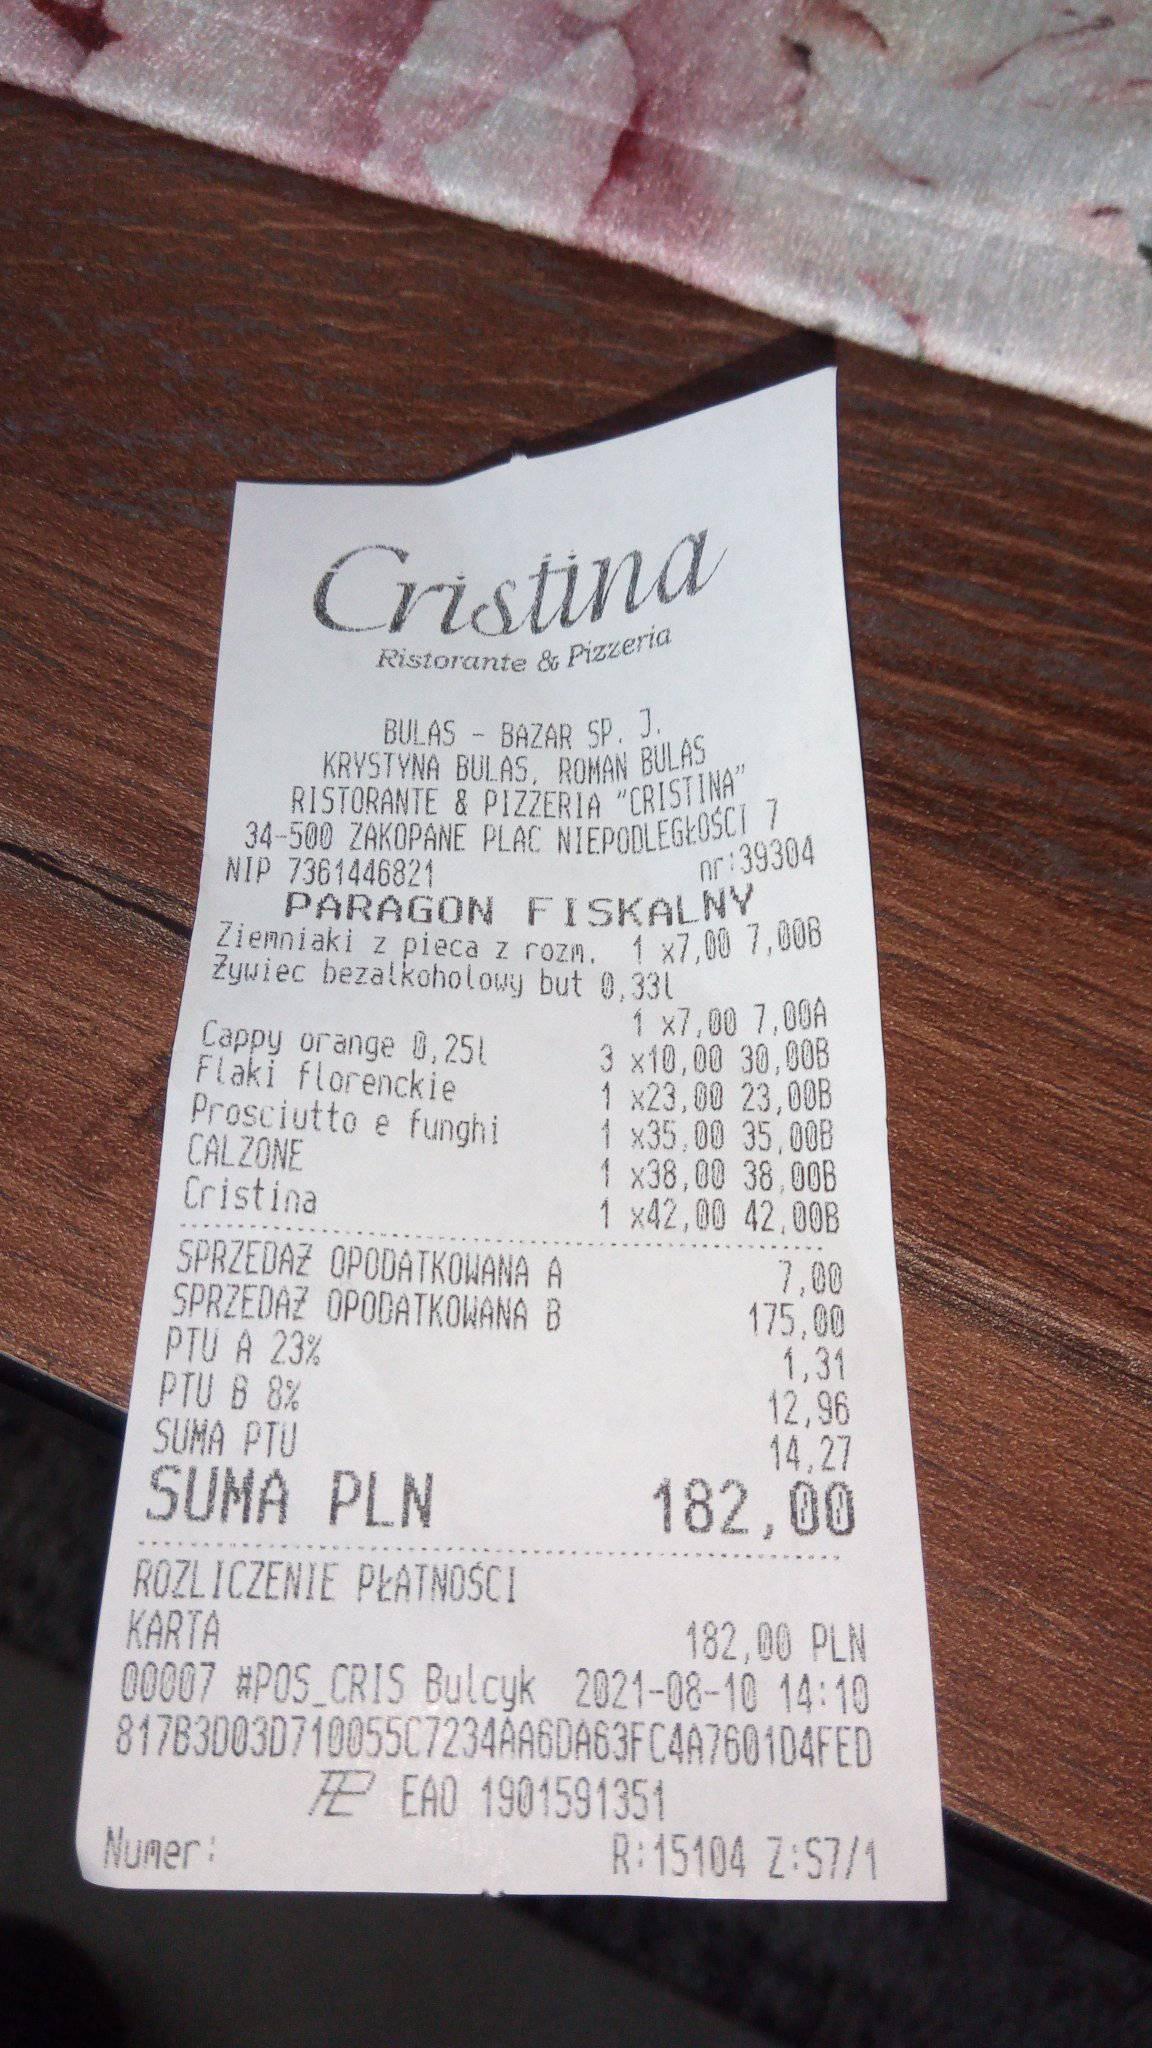 Cristina
Ristorante & Pizzeria
BULAS - BAZAR SP. J.
KRYSTYNA BULAS, ROMAN BULAS
RISTORANTE & PIZZERIA "CRISTINA"
34-500 ZAKOPANE PLAC NIEPODLEGŁOŚCI 7
NIP 7361446821 nr:39304
PARAGON FISKALNY
Ziemniaki z pieca z rozm. 1 x7,00 7,00B
Żywiec bezalkoholowy but 0,33l
1 x7,00 7,00A
Cappy orange 0,25l 3 x10,00 30,00B
Flaki florenckie 1 x23,00 23,00B
Prosciutto e funghi 1 x35,00 35,00B
CALZONE 1 x38,00 38,00B
Cristina 1 x42,00 42,00B
SPRZEDAŻ OPODATKOWANA A 7,00
SPRZEDAŻ OPODATKOWANA B 175,00
PTU A 23% 1,31
PTU B 8% 12,96
SUMA PTU 14,27
SUMA PLN 182,00
ROZLICZENIE PŁATNOŚCI
KARTA 182,00 PLN
00007 #POS_CRIS Bulcyk 2021-08-10 14:10
817B3D03D710055C7234AA6DA63FC4A7601D4FED
EAO 1901591351
Numer: R:15104 Z:S7/1